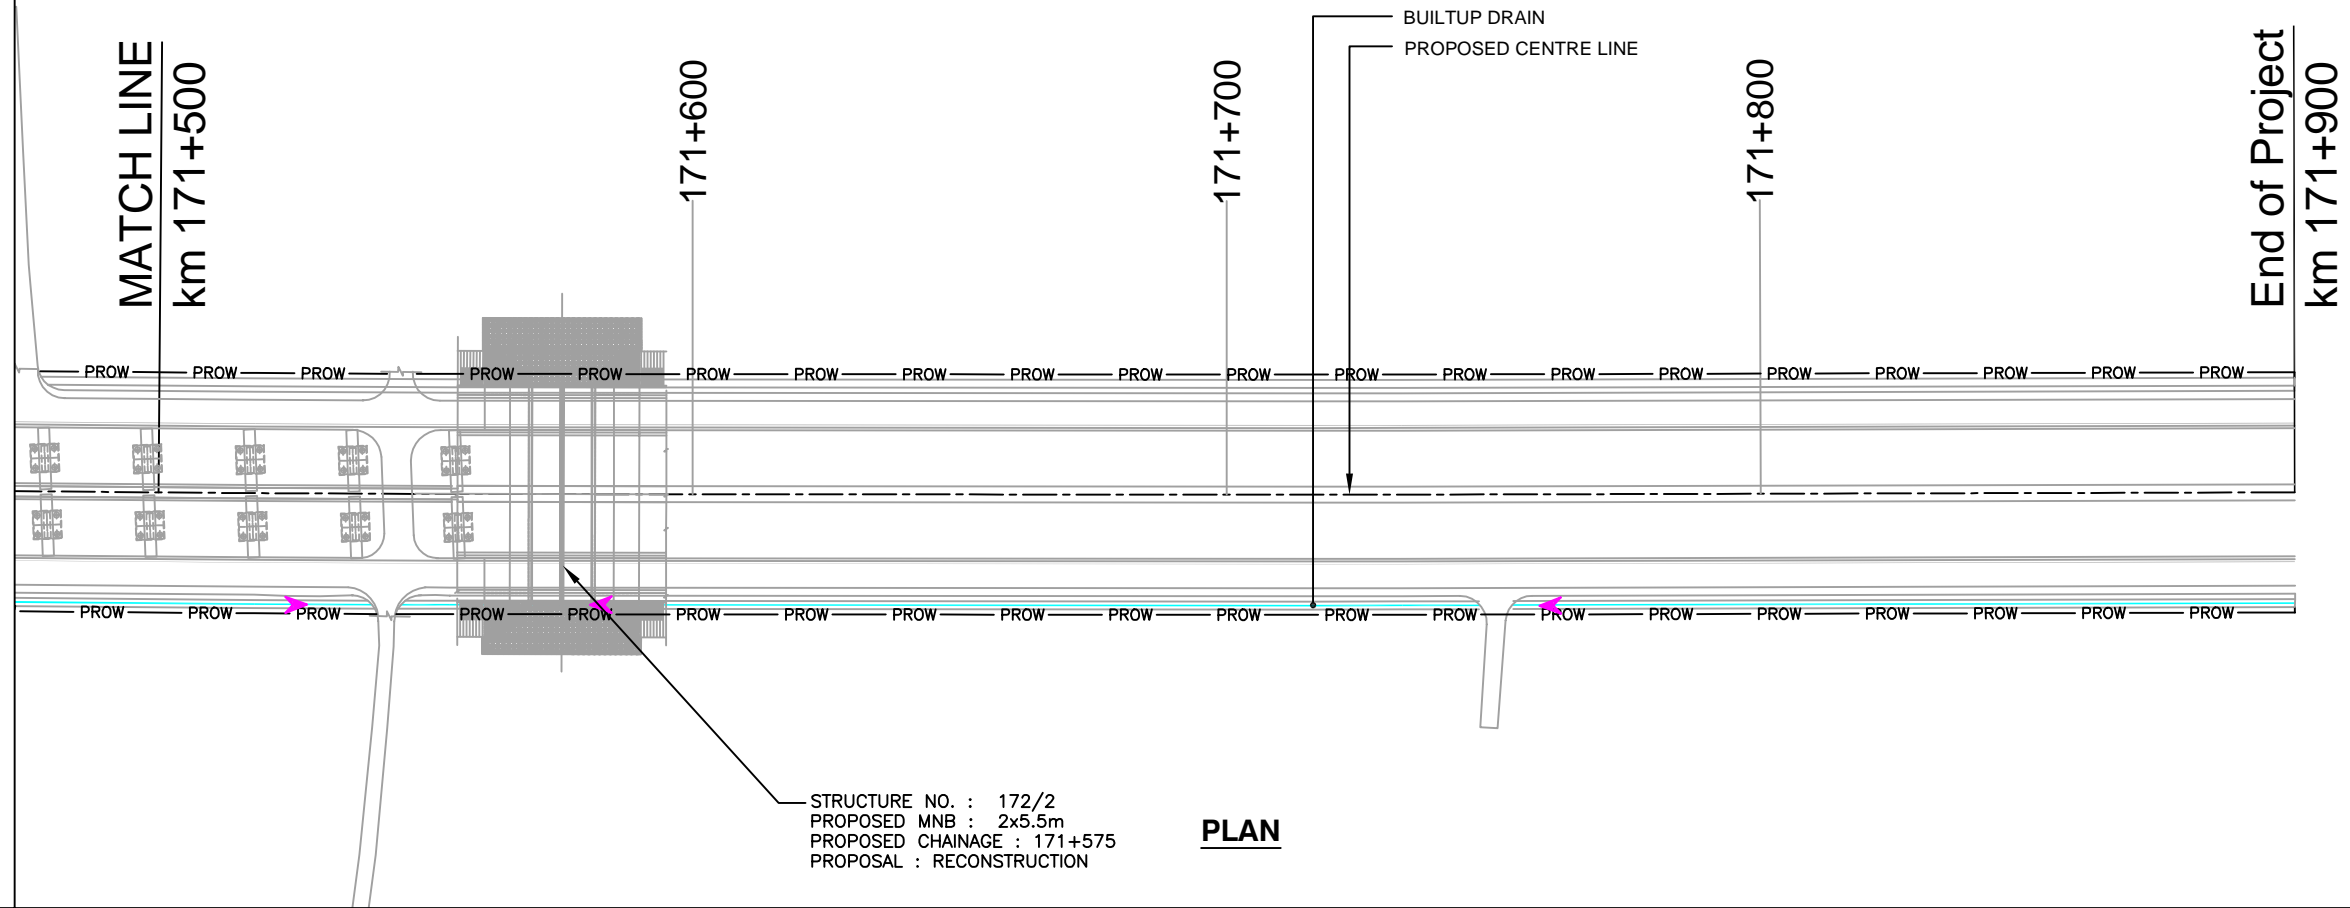 BUILTUP DRAIN
PROPOSED CENTRE LINE
MATCH LINE
km 171+500
171+600
171+700
171+800
End of Project
km 171+900
PROW PROW PROW PROW PROW PROW PROW PROW PROW PROW PROW PROW PROW PROW PROW PROW PROW PROW PROW PROW
PROW PROW PROW PROW PROW PROW PROW PROW PROW PROW PROW PROW PROW PROW PROW PROW PROW PROW PROW PROW
STRUCTURE NO. : 172/2
PROPOSED MNB : 2x5.5m
PROPOSED CHAINAGE : 171+575
PROPOSAL : RECONSTRUCTION
PLAN